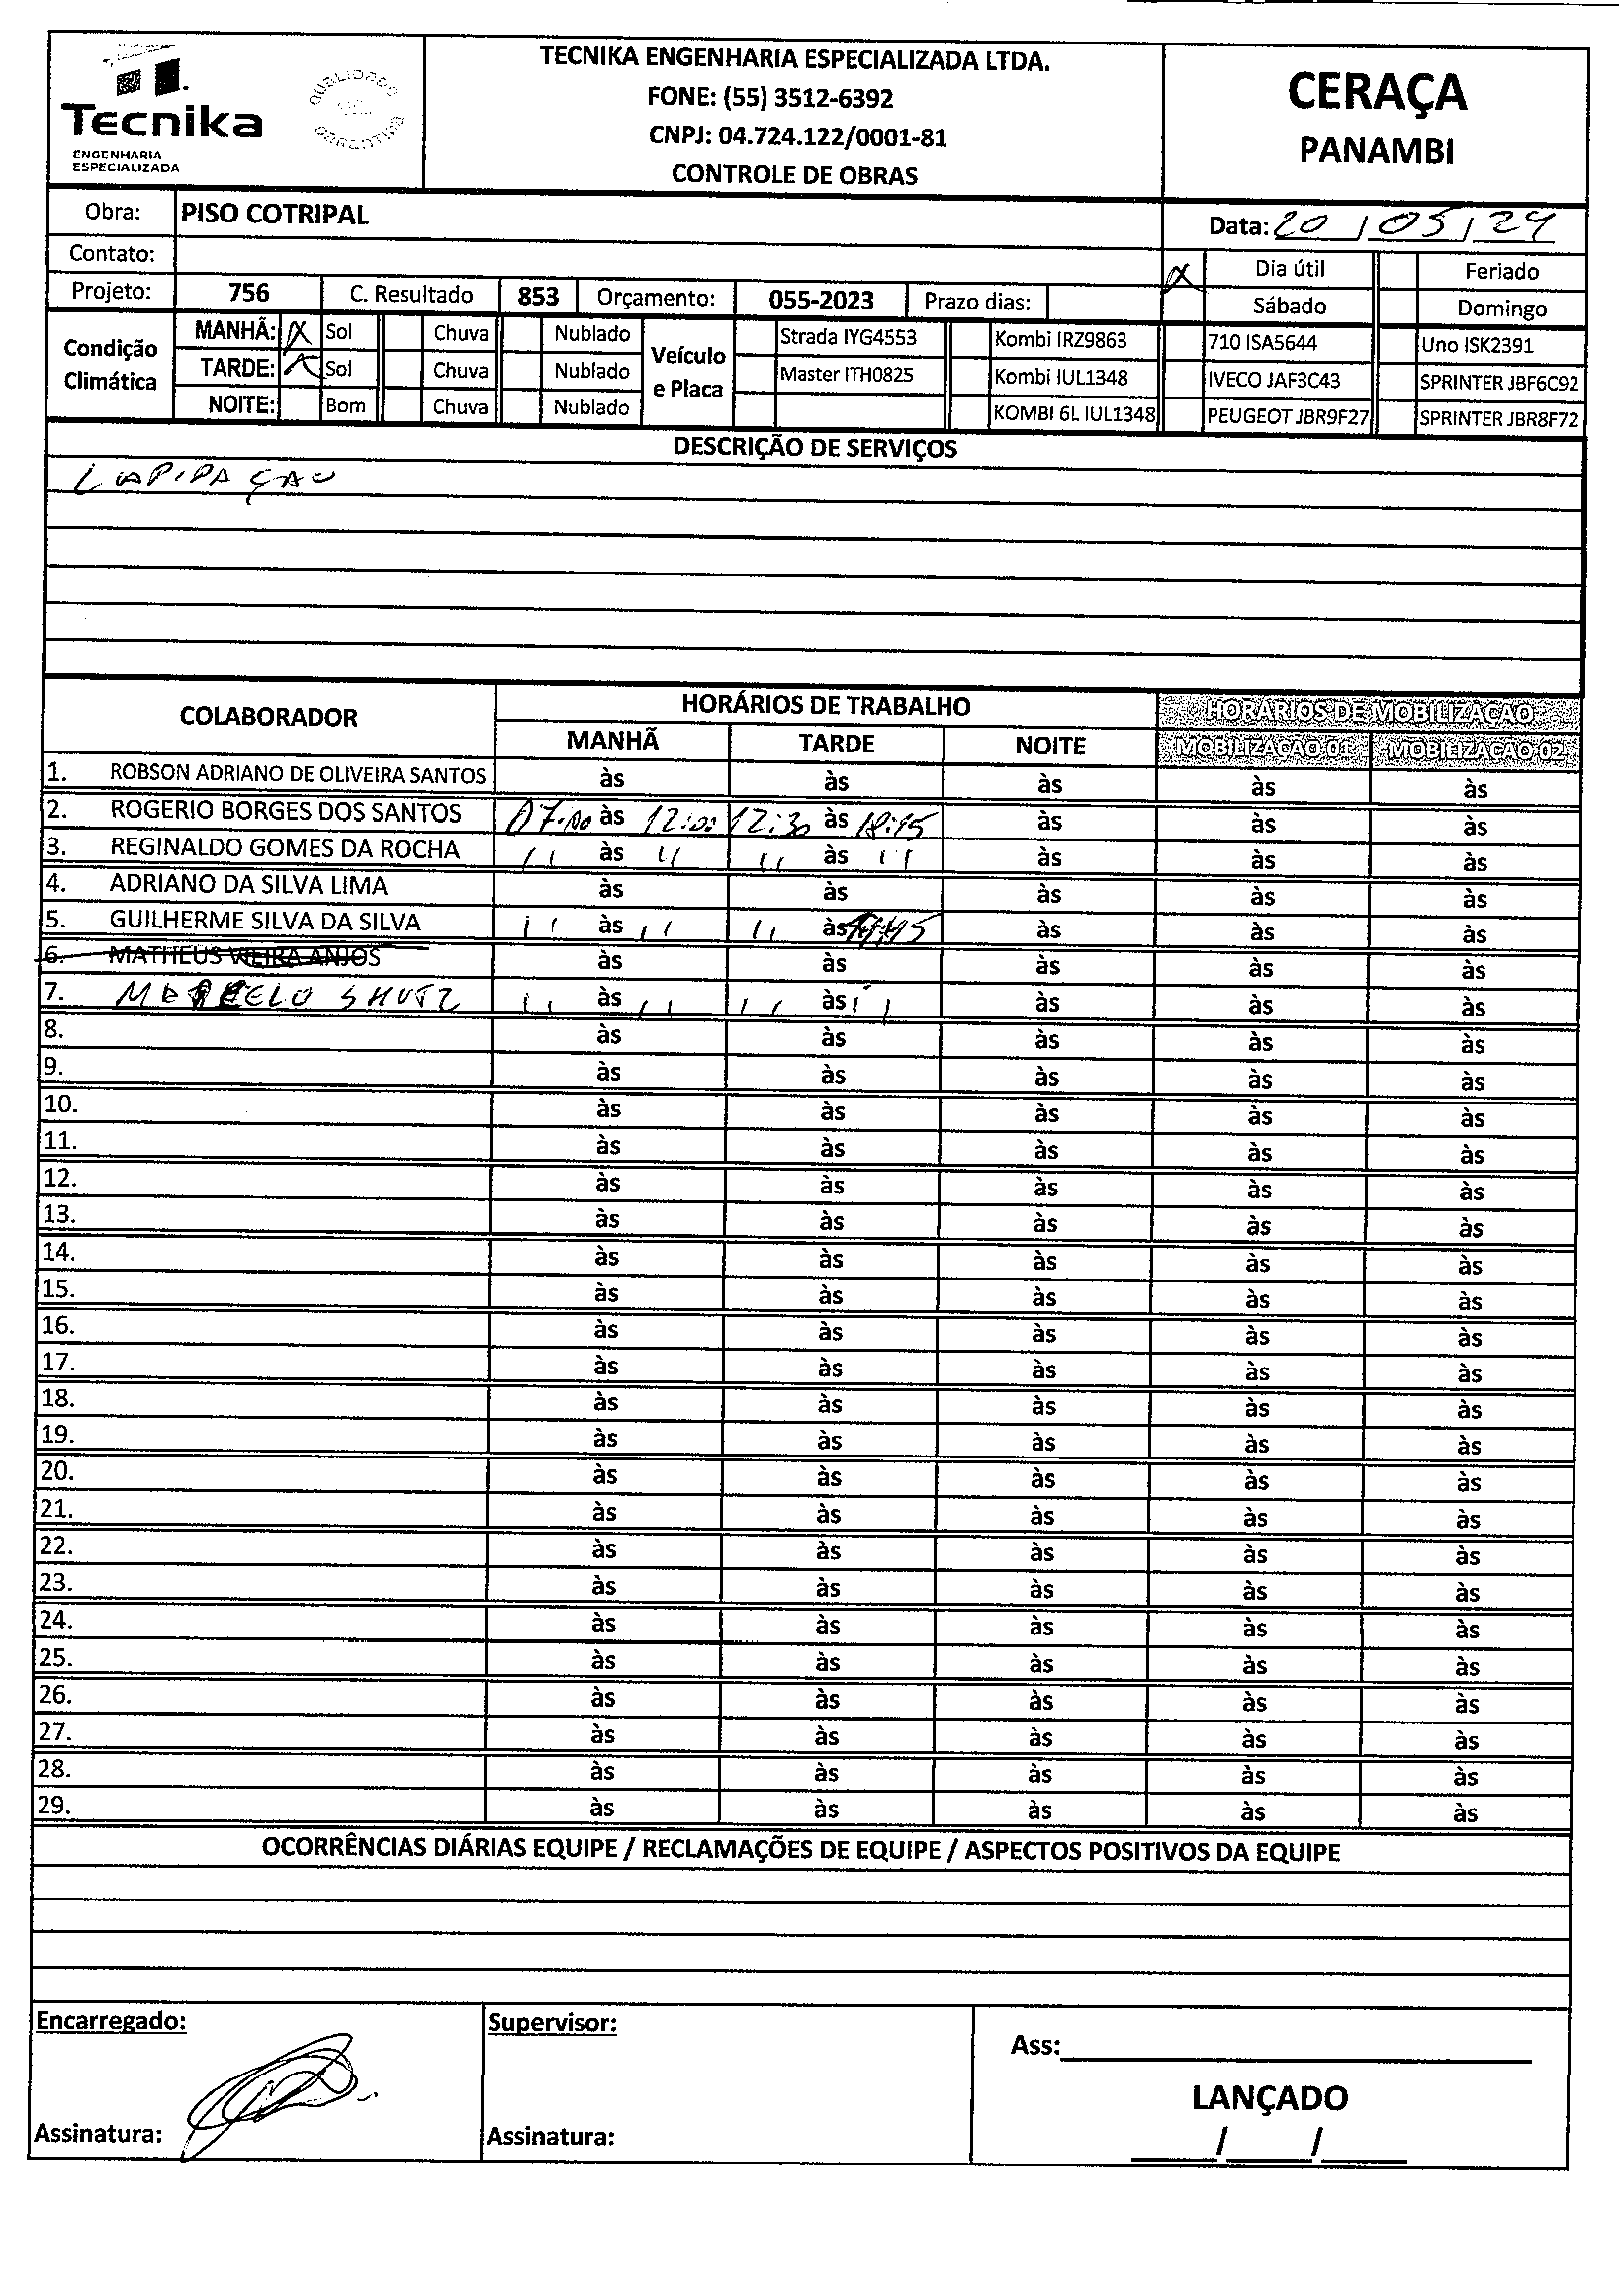 Tecnika
ENGENHARIA
ESPECIALIZADA
QUALIDADE
GARANTIDA
TECNIKA ENGENHARIA ESPECIALIZADA LTDA.
FONE: (55) 3512-6392
CNPJ: 04.724.122/0001-81
CONTROLE DE OBRAS
CERAÇA
PANAMBI
Obra: PISO COTRIPAL
Data: 20 / 05 / 24
Contato:
X Dia útil Feriado
Projeto: 756 C. Resultado 853 Orçamento: 055-2023 Prazo dias:
Sábado Domingo
Condição Climática
MANHÃ: X Sol Chuva Nublado
TARDE: X Sol Chuva Nublado
NOITE: Bom Chuva Nublado
Veículo e Placa
Strada IYG4553 Kombi IRZ9863 710 ISA5644 Uno ISK2391
Master ITH0825 Kombi IUL1348 IVECO JAF3C43 SPRINTER JBF6C92
KOMBI 6L IUL1348 PEUGEOT JBR9F27 SPRINTER JBR8F72
DESCRIÇÃO DE SERVIÇOS
LAPIDAÇÃO
COLABORADOR HORÁRIOS DE TRABALHO HORÁRIOS DE MOBILIZAÇÃO
MANHÃ TARDE NOITE MOBILIZAÇÃO 01 MOBILIZAÇÃO 02
1. ROBSON ADRIANO DE OLIVEIRA SANTOS às às às às às
2. ROGERIO BORGES DOS SANTOS 07:00 às 12:00 12:30 às 18:45 às às às
3. REGINALDO GOMES DA ROCHA '' às '' '' às '' às às às
4. ADRIANO DA SILVA LIMA às às às às às
5. GUILHERME SILVA DA SILVA '' às '' '' às às às às
6. MATHEUS VIEIRA ANJOS às às às às às
7. MARCELO SHUTZ '' às '' '' às '' às às às
8. às às às às às
9. às às às às às
10. às às às às às
11. às às às às às
12. às às às às às
13. às às às às às
14. às às às às às
15. às às às às às
16. às às às às às
17. às às às às às
18. às às às às às
19. às às às às às
20. às às às às às
21. às às às às às
22. às às às às às
23. às às às às às
24. às às às às às
25. às às às às às
26. às às às às às
27. às às às às às
28. às às às às às
29. às às às às às
OCORRÊNCIAS DIÁRIAS EQUIPE / RECLAMAÇÕES DE EQUIPE / ASPECTOS POSITIVOS DA EQUIPE
Encarregado:
Supervisor:
Ass:
LANÇADO
Assinatura:
Assinatura:
/ /